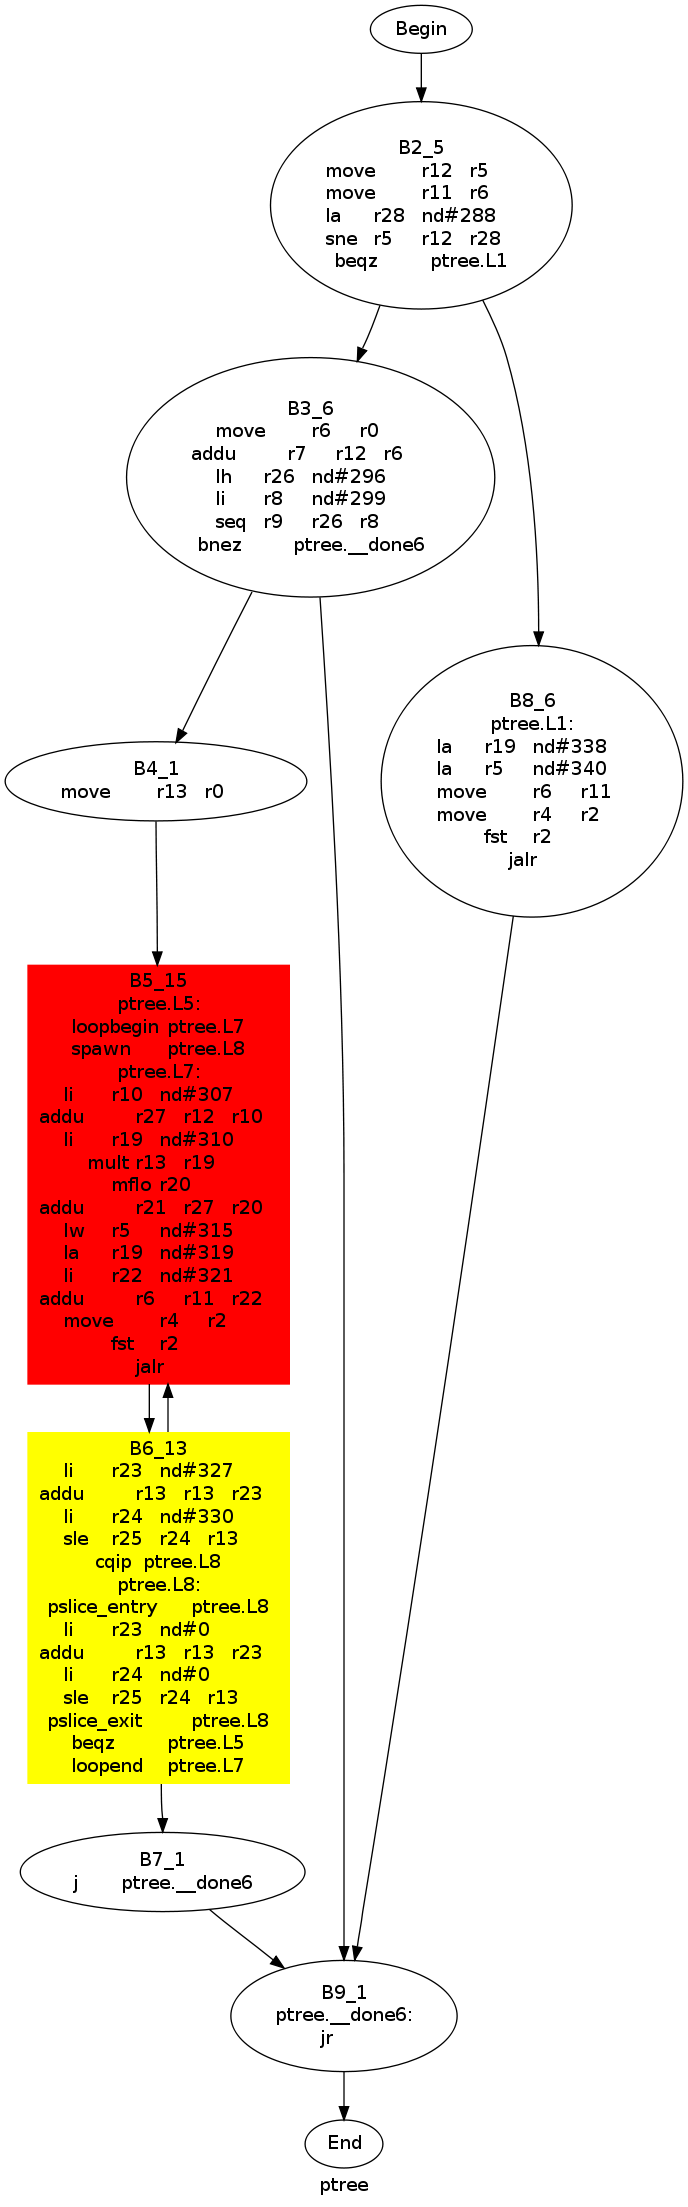 Begin
B2_5
move r12 r5
move r11 r6
la r28 nd#288
sne r5 r12 r28
beqz ptree.L1
B3_6
move r6 r0
addu r7 r12 r6
lh r26 nd#296
li r8 nd#299
seq r9 r26 r8
bnez ptree.__done6
B4_1
move r13 r0
B8_6
ptree.L1:
la r19 nd#338
la r5 nd#340
move r6 r11
move r4 r2
fst r2
jalr
B5_15
ptree.L5:
loopbegin ptree.L7
spawn ptree.L8
ptree.L7:
li r10 nd#307
addu r27 r12 r10
li r19 nd#310
mult r13 r19
mflo r20
addu r21 r27 r20
lw r5 nd#315
la r19 nd#319
li r22 nd#321
addu r6 r11 r22
move r4 r2
fst r2
jalr
B6_13
li r23 nd#327
addu r13 r13 r23
li r24 nd#330
sle r25 r24 r13
cqip ptree.L8
ptree.L8:
pslice_entry ptree.L8
li r23 nd#0
addu r13 r13 r23
li r24 nd#0
sle r25 r24 r13
pslice_exit ptree.L8
beqz ptree.L5
loopend ptree.L7
B7_1
j ptree.__done6
B9_1
ptree.__done6:
jr
End
ptree